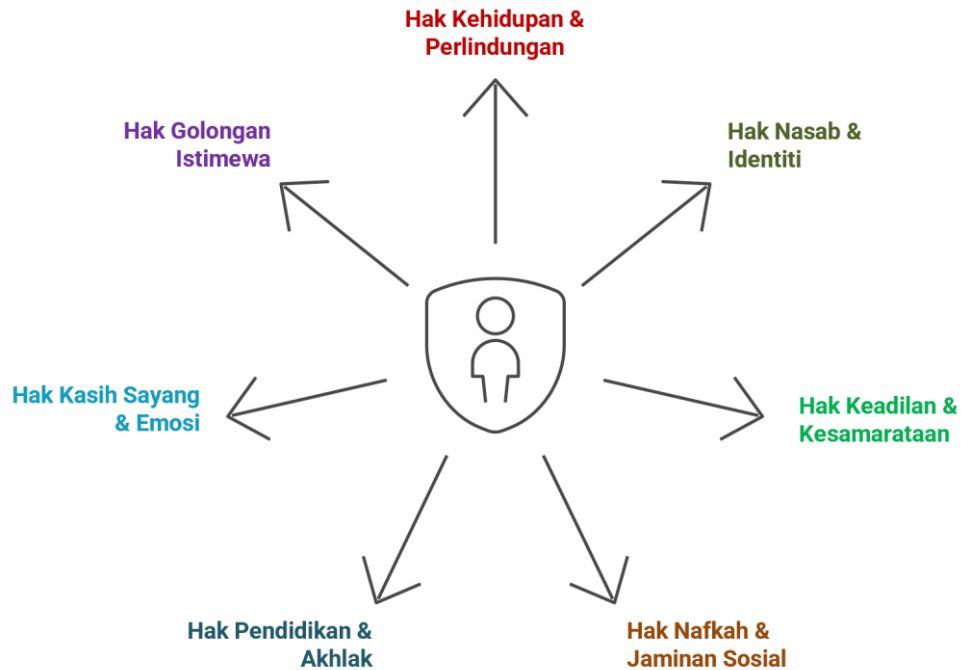 Hak Kehidupan &
Perlindungan
Hak Golongan
Istimewa
Hak Nasab &
Identiti
Hak Kasih Sayang
& Emosi
Hak Keadilan &
Kesamarataan
Hak Pendidikan &
Akhlak
Hak Nafkah &
Jaminan Sosial